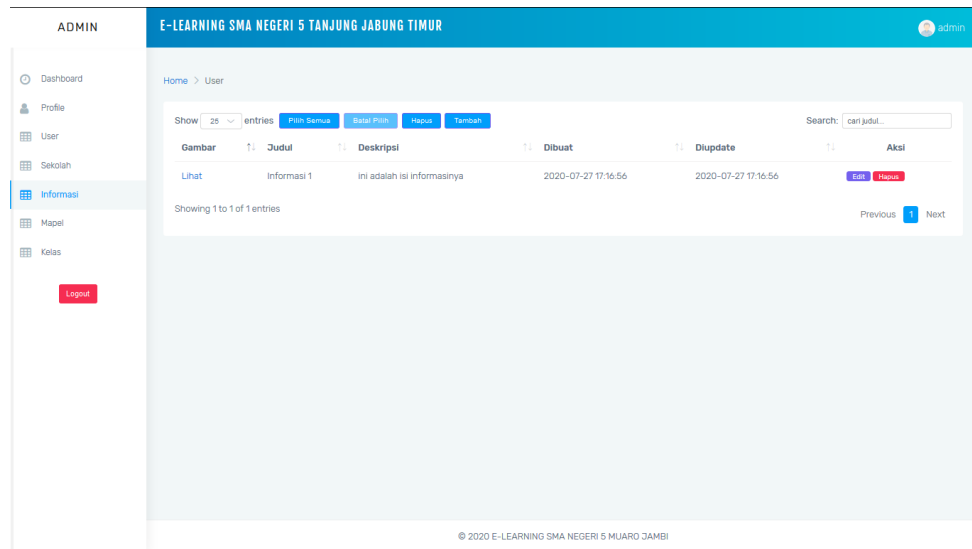 ADMIN
E-LEARNING SMA NEGERI 5 TANJUNG JABUNG TIMUR
admin
Dashboard
Profile
User
Sekolah
Informasi
Mapel
Kelas
Logout
Home > User
Show 25 entries Pilih Semua Batal Pilih Hapus Tambah Search: cari judul...
Gambar Judul Deskripsi Dibuat Diupdate Aksi
Lihat Informasi 1 ini adalah isi informasinya 2020-07-27 17:16:56 2020-07-27 17:16:56 Edit Hapus
Showing 1 to 1 of 1 entries
Previous 1 Next
© 2020 E-LEARNING SMA NEGERI 5 MUARO JAMBI